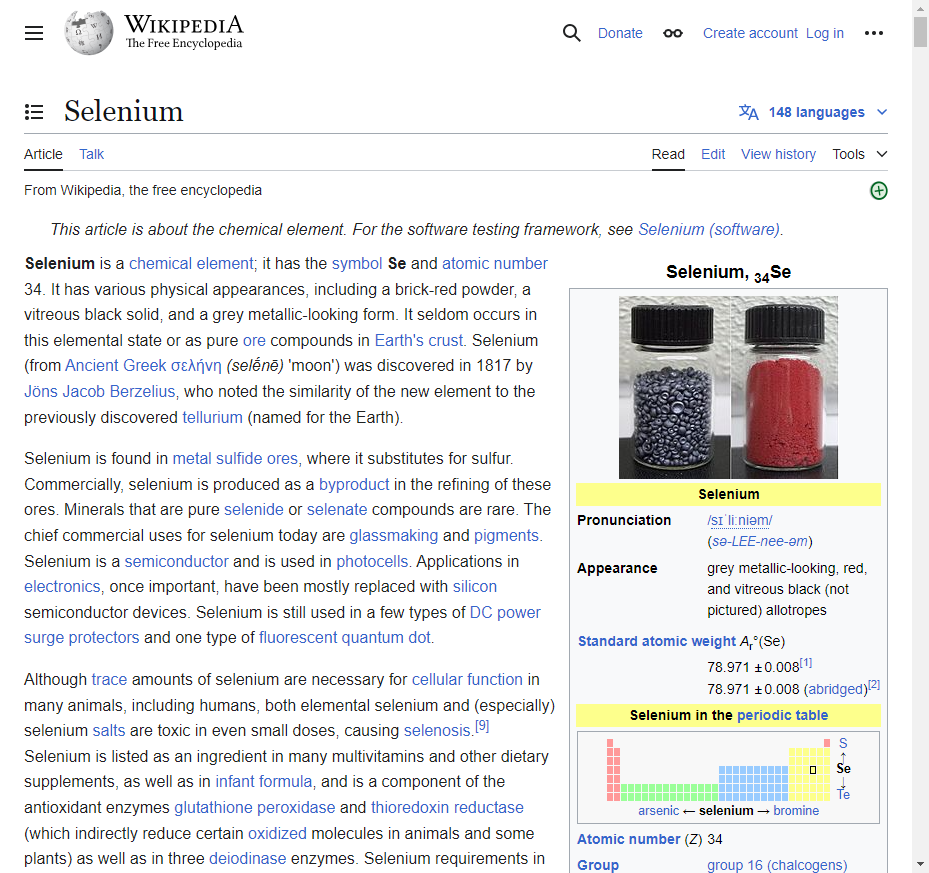 WIKIPEDIA
The Free Encyclopedia
Donate
Create account
Log in
Selenium
148 languages
Article
Talk
Read
Edit
View history
Tools
From Wikipedia, the free encyclopedia
This article is about the chemical element. For the software testing framework, see Selenium (software).
Selenium is a chemical element; it has the symbol Se and atomic number
34. It has various physical appearances, including a brick-red powder, a
vitreous black solid, and a grey metallic-looking form. It seldom occurs in
this elemental state or as pure ore compounds in Earth's crust. Selenium
(from Ancient Greek σελήνη (selḗnē) 'moon') was discovered in 1817 by
Jöns Jacob Berzelius, who noted the similarity of the new element to the
previously discovered tellurium (named for the Earth).
Selenium is found in metal sulfide ores, where it substitutes for sulfur.
Commercially, selenium is produced as a byproduct in the refining of these
ores. Minerals that are pure selenide or selenate compounds are rare. The
chief commercial uses for selenium today are glassmaking and pigments.
Selenium is a semiconductor and is used in photocells. Applications in
electronics, once important, have been mostly replaced with silicon
semiconductor devices. Selenium is still used in a few types of DC power
surge protectors and one type of fluorescent quantum dot.
Although trace amounts of selenium are necessary for cellular function in
many animals, including humans, both elemental selenium and (especially)
selenium salts are toxic in even small doses, causing selenosis.[9]
Selenium is listed as an ingredient in many multivitamins and other dietary
supplements, as well as in infant formula, and is a component of the
antioxidant enzymes glutathione peroxidase and thioredoxin reductase
(which indirectly reduce certain oxidized molecules in animals and some
plants) as well as in three deiodinase enzymes. Selenium requirements in
Selenium, 34Se
Selenium
Pronunciation /sɪˈliːniəm/
(sə-LEE-nee-əm)
Appearance grey metallic-looking, red,
and vitreous black (not
pictured) allotropes
Standard atomic weight Ar°(Se)
78.971 ±0.008[1]
78.971 ±0.008 (abridged)[2]
Selenium in the periodic table
S
↑
Se
↓
Te
arsenic ← selenium → bromine
Atomic number (Z) 34
Group group 16 (chalcogens)